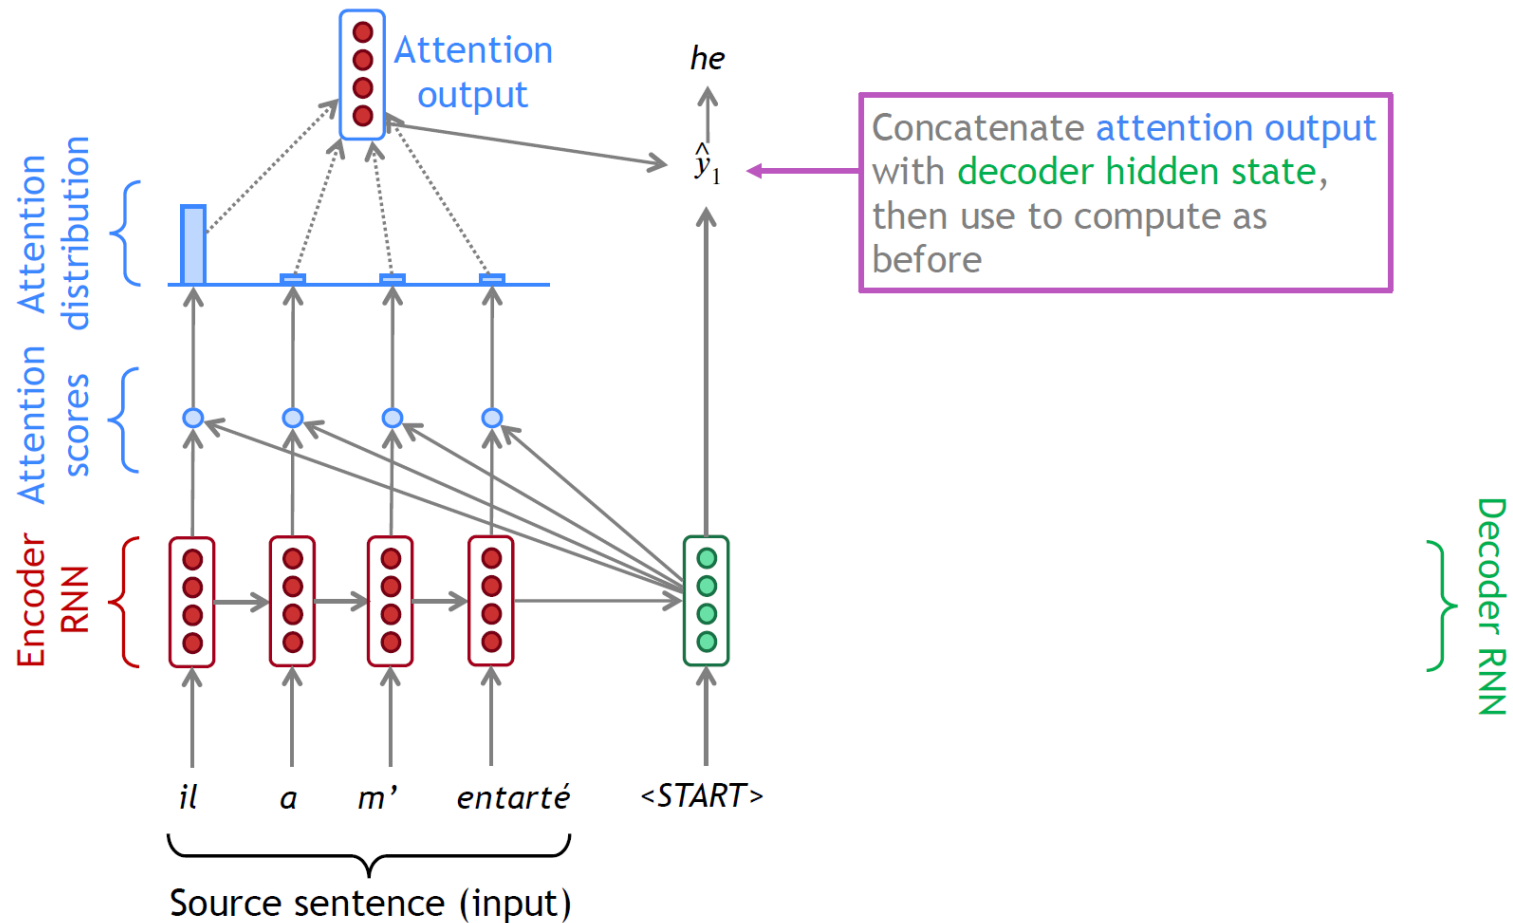 Attention
output
he
ŷ1
Concatenate attention output
with decoder hidden state,
then use to compute as
before
Attention
distribution
Attention
scores
Encoder
RNN
Decoder RNN
il a m’ entarté <START>
Source sentence (input)